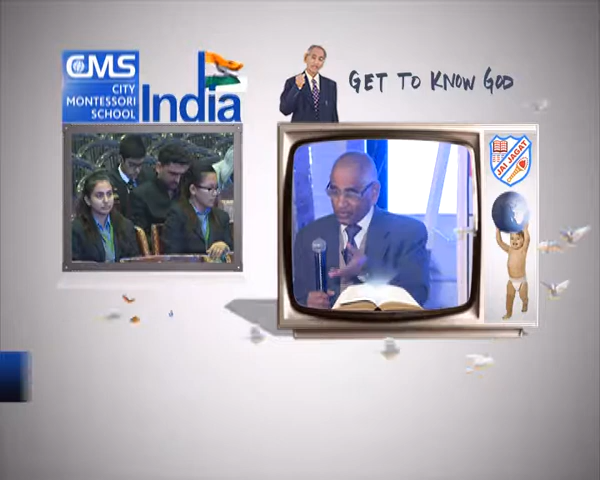 CMS
CITY
MONTESSORI
SCHOOL
India
GET TO KNOW GOD
JAI JAGAT